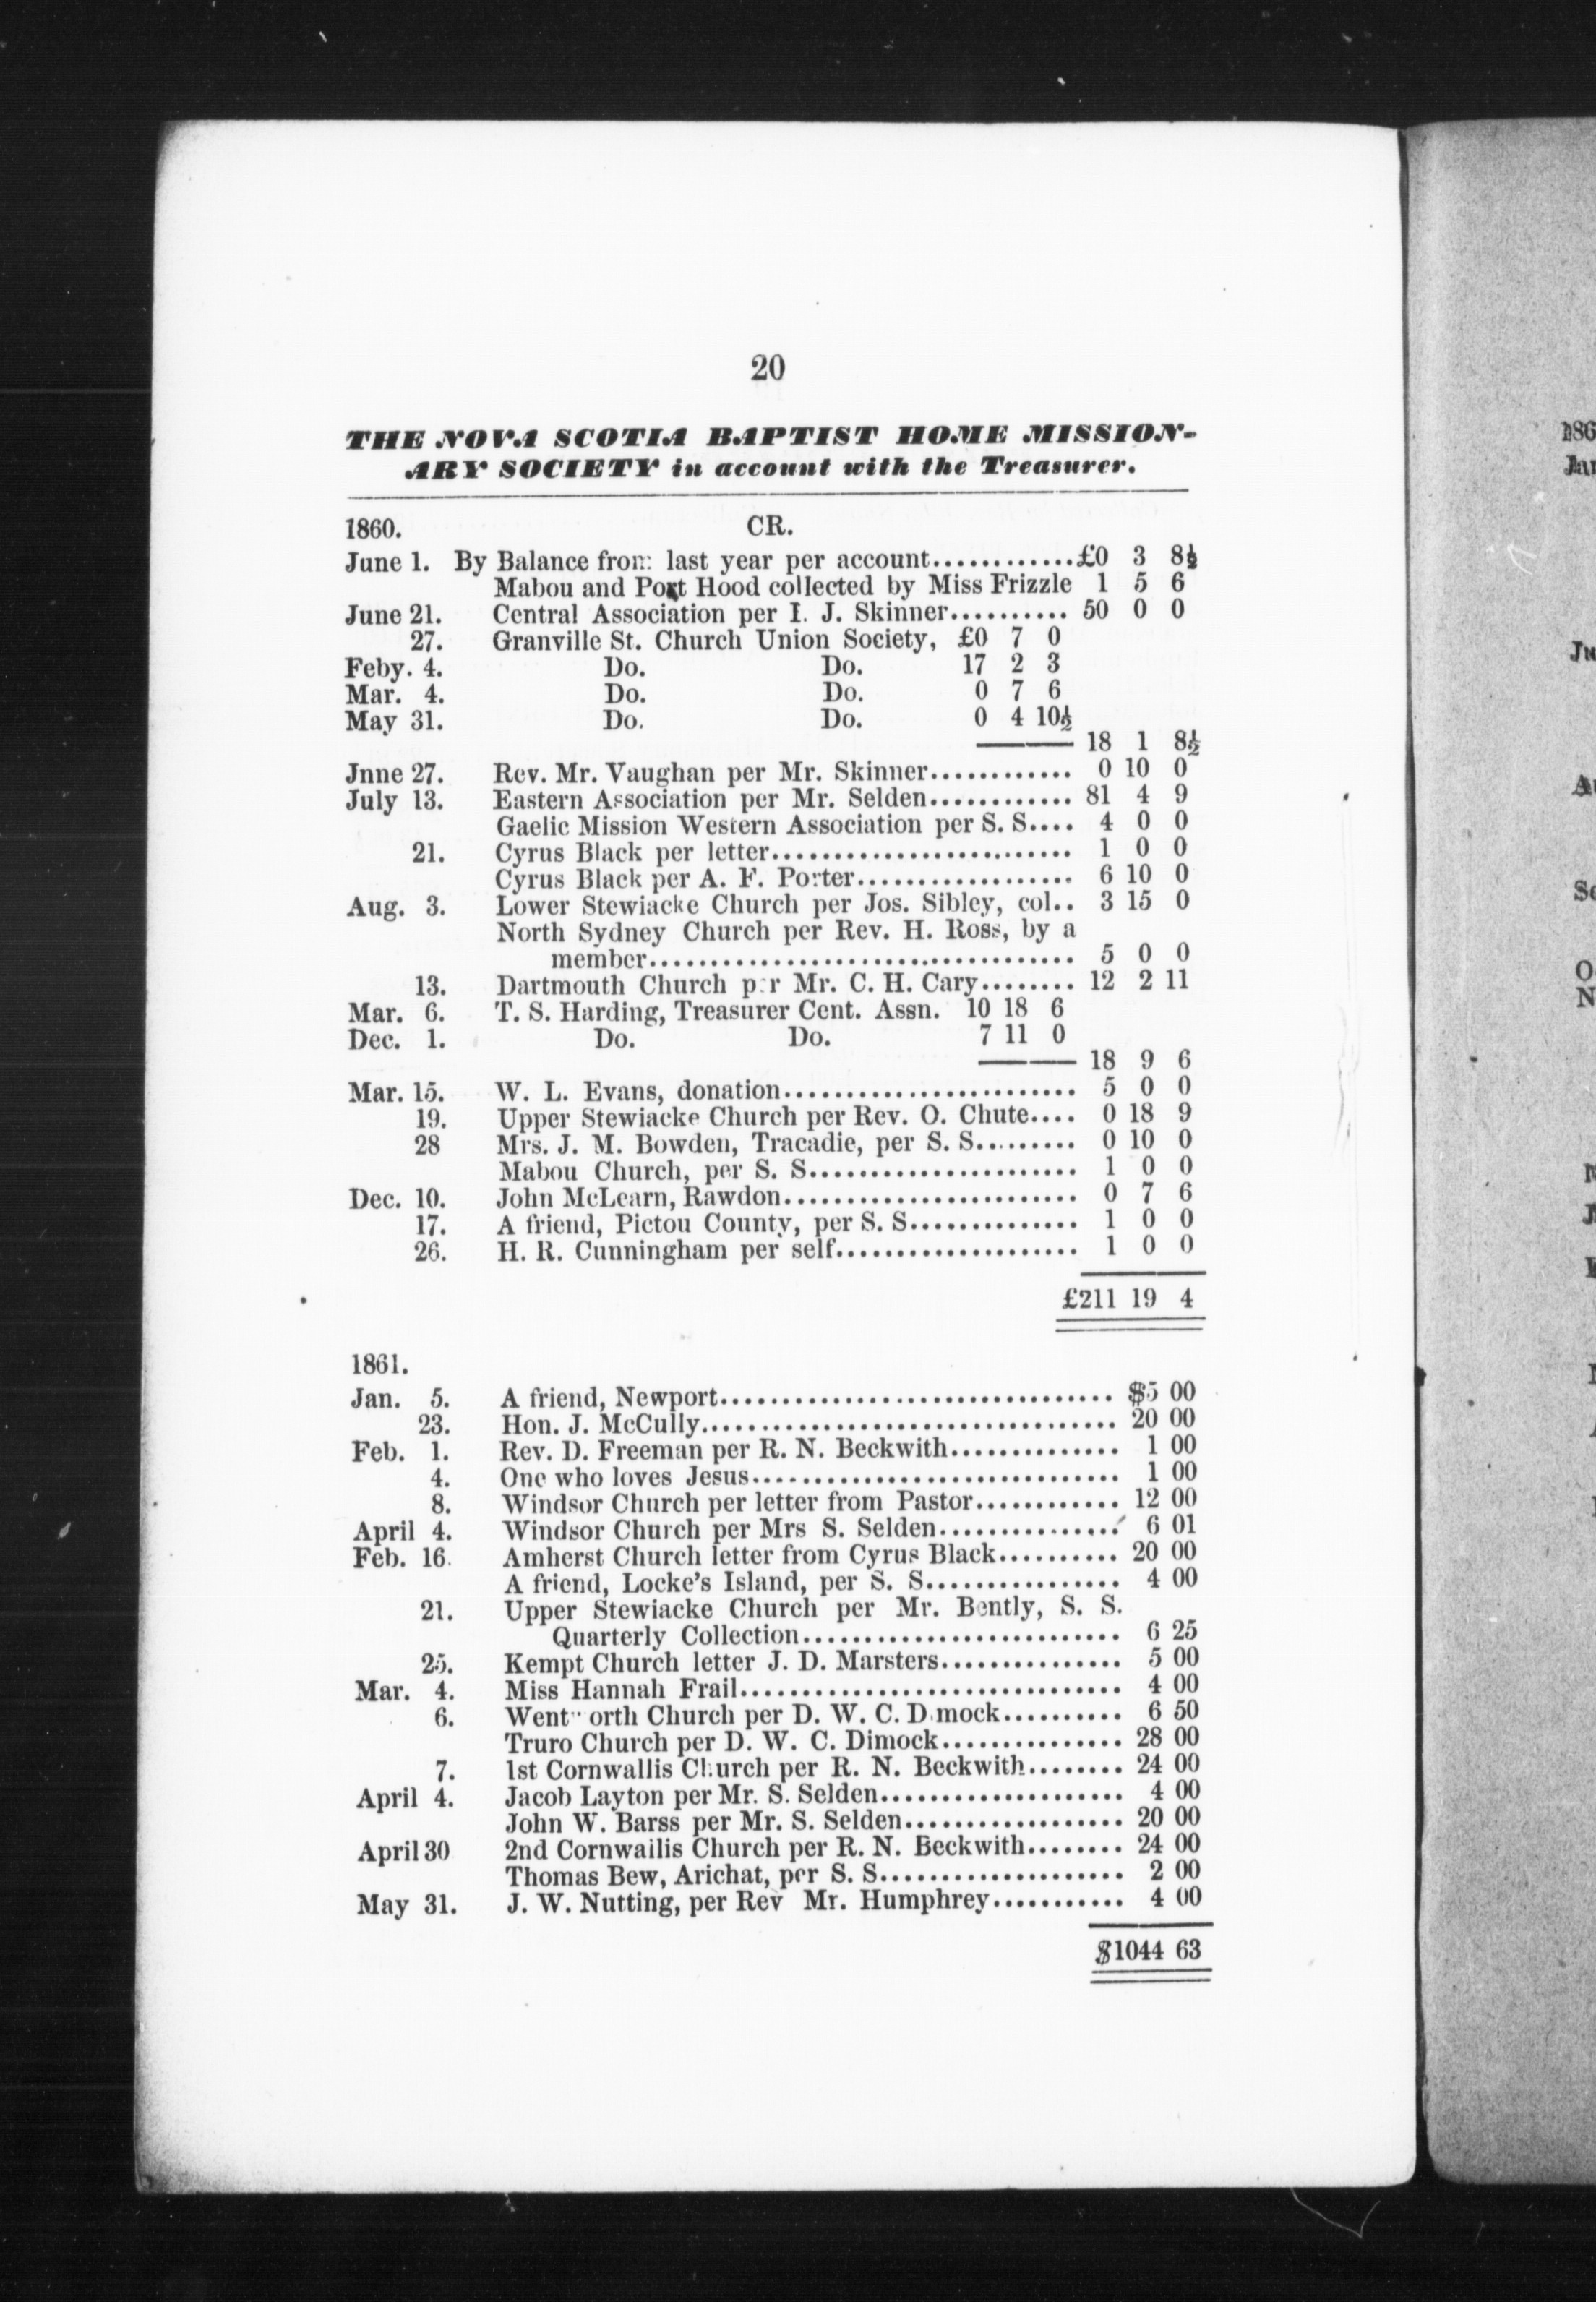 20
THE NOVA SCOTIA BAPTIST HOME MISSION-
ARY SOCIETY in account with the Treasurer.
1860. CR.
June 1. By Balance from last year per account............£0 3 8½
Mabou and Port Hood collected by Miss Frizzle 1 5 6
June 21. Central Association per I. J. Skinner.......... 50 0 0
27. Granville St. Church Union Society, £0 7 0
Feby. 4. Do. Do. 17 2 3
Mar. 4. Do. Do. 0 7 6
May 31. Do. Do. 0 4 10½
18 1 8½
Jnne 27. Rev. Mr. Vaughan per Mr. Skinner............ 0 10 0
July 13. Eastern Association per Mr. Selden............ 81 4 9
Gaelic Mission Western Association per S. S.... 4 0 0
21. Cyrus Black per letter......................... 1 0 0
Cyrus Black per A. F. Porter.................. 6 10 0
Aug. 3. Lower Stewiacke Church per Jos. Sibley, col.. 3 15 0
North Sydney Church per Rev. H. Ross, by a
member................................... 5 0 0
13. Dartmouth Church per Mr. C. H. Cary........ 12 2 11
Mar. 6. T. S. Harding, Treasurer Cent. Assn. 10 18 6
Dec. 1. Do. Do. 7 11 0
18 9 6
Mar. 15. W. L. Evans, donation........................ 5 0 0
19. Upper Stewiacke Church per Rev. O. Chute.... 0 18 9
28 Mrs. J. M. Bowden, Tracadie, per S. S......... 0 10 0
Mabou Church, per S. S...................... 1 0 0
Dec. 10. John McLearn, Rawdon........................ 0 7 6
17. A friend, Pictou County, per S. S.............. 1 0 0
26. H. R. Cunningham per self.................... 1 0 0
£211 19 4
1861.
Jan. 5. A friend, Newport................................ $5 00
23. Hon. J. McCully.................................. 20 00
Feb. 1. Rev. D. Freeman per R. N. Beckwith.............. 1 00
4. One who loves Jesus.............................. 1 00
8. Windsor Church per letter from Pastor............ 12 00
April 4. Windsor Church per Mrs S. Selden............... 6 01
Feb. 16. Amherst Church letter from Cyrus Black.......... 20 00
A friend, Locke's Island, per S. S................ 4 00
21. Upper Stewiacke Church per Mr. Bently, S. S.
Quarterly Collection.......................... 6 25
25. Kempt Church letter J. D. Marsters............... 5 00
Mar. 4. Miss Hannah Frail............................... 4 00
6. Went orth Church per D. W. C. D mock.......... 6 50
Truro Church per D. W. C. Dimock............... 28 00
7. 1st Cornwallis Church per R. N. Beckwith........ 24 00
April 4. Jacob Layton per Mr. S. Selden.................... 4 00
John W. Barss per Mr. S. Selden.................. 20 00
April 30 2nd Cornwailis Church per R. N. Beckwith........ 24 00
Thomas Bew, Arichat, per S. S.................... 2 00
May 31. J. W. Nutting, per Rev Mr. Humphrey........... 4 00
$1044 63